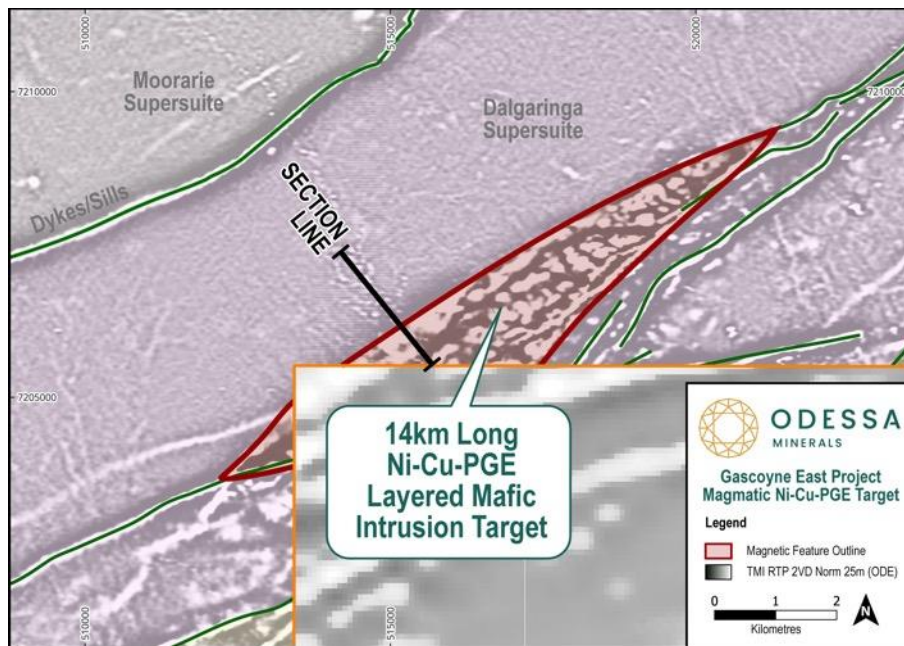 510000
515000
520000
7210000
7210000
Moorarie
Supersuite
Dalgaringa
Supersuite
Dykes/Sills
SECTION
LINE
7205000
14km Long
Ni-Cu-PGE
Layered Mafic
Intrusion Target
ODESSA
MINERALS
Gascoyne East Project
Magmatic Ni-Cu-PGE Target
Legend
Magnetic Feature Outline
TMI RTP 2VD Norm 25m (ODE)
0 1 2
Kilometres
N
510000
515000